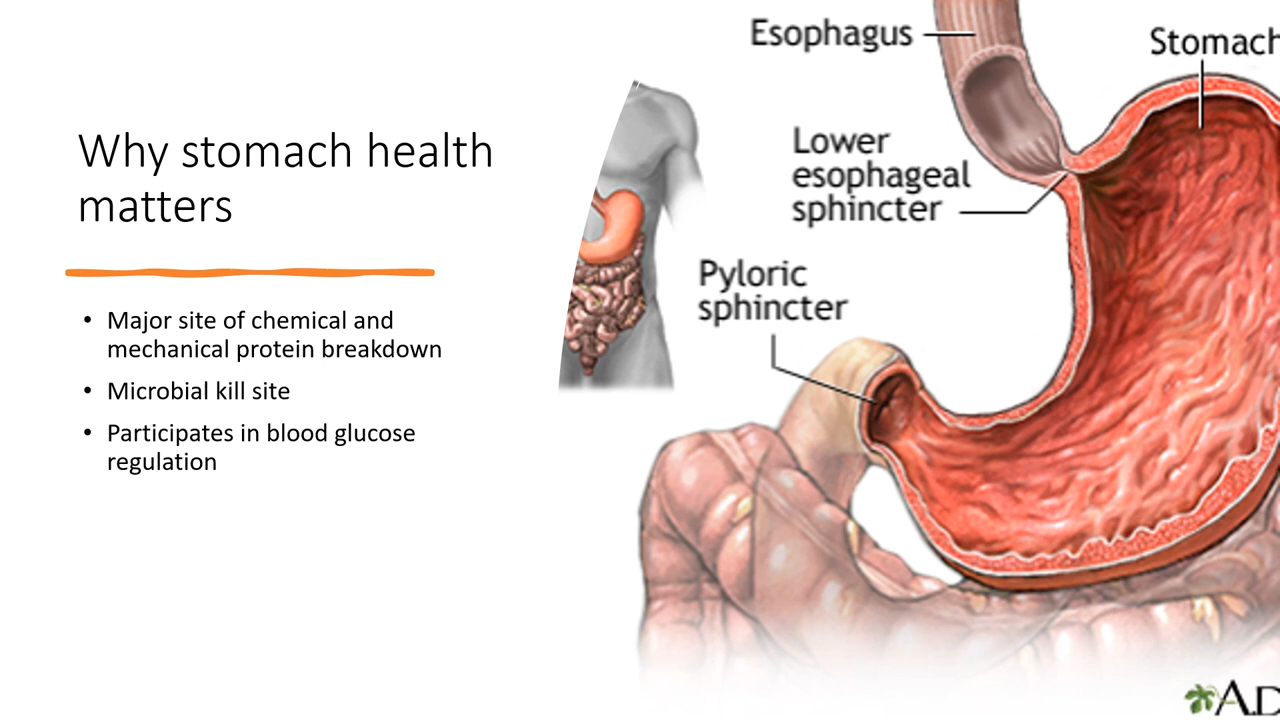 Why stomach health
matters
• Major site of chemical and
mechanical protein breakdown
• Microbial kill site
• Participates in blood glucose
regulation
Esophagus
Stomach
Lower
esophageal
sphincter
Pyloric
sphincter
A.D